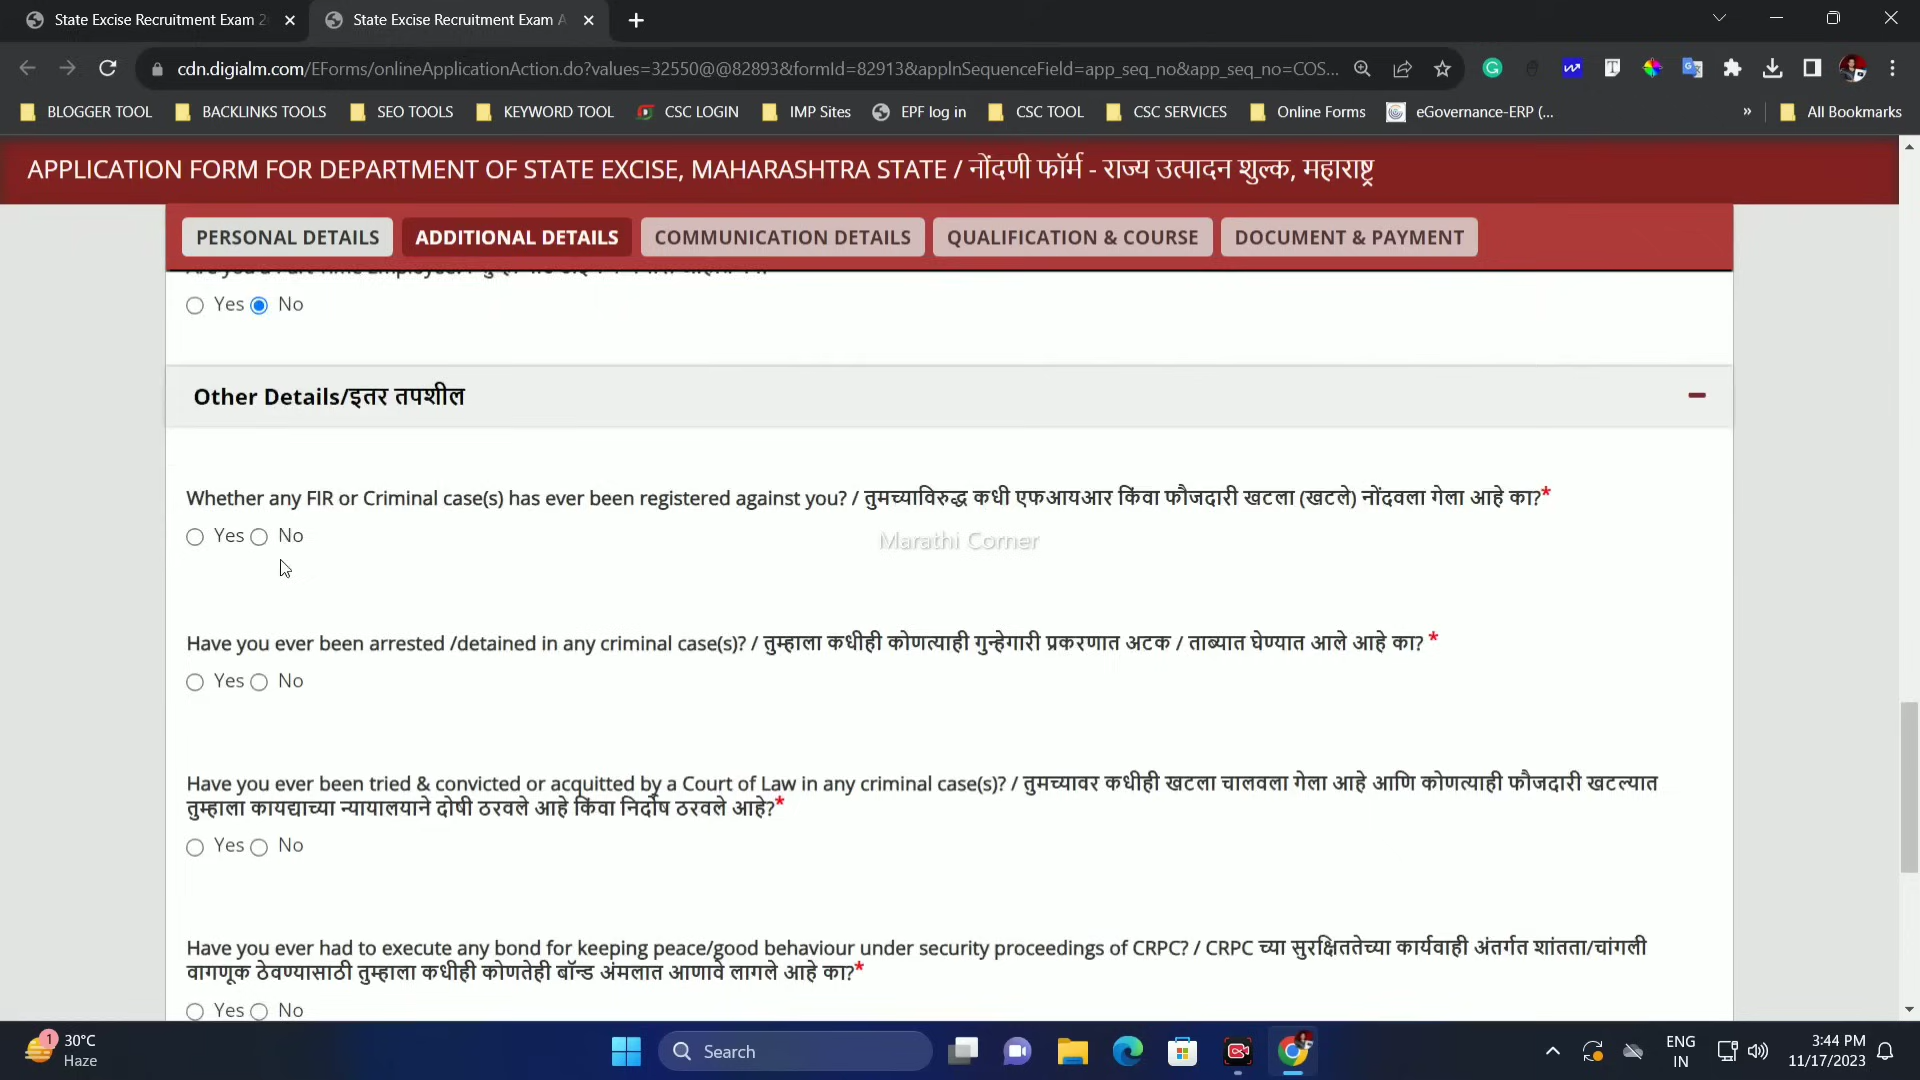 State Excise Recruitment Exam 2
State Excise Recruitment Exam A
cdn.digialm.com/EForms/onlineApplicationAction.do?values=32550@@82893&formId=82913&applnSequenceField=app_seq_no&app_seq_no=COS...
BLOGGER TOOL
BACKLINKS TOOLS
SEO TOOLS
KEYWORD TOOL
CSC LOGIN
IMP Sites
EPF log in
CSC TOOL
CSC SERVICES
Online Forms
eGovernance-ERP (...
»
All Bookmarks
APPLICATION FORM FOR DEPARTMENT OF STATE EXCISE, MAHARASHTRA STATE / नोंदणी फॉर्म - राज्य उत्पादन शुल्क, महाराष्ट्र
PERSONAL DETAILS
ADDITIONAL DETAILS
COMMUNICATION DETAILS
QUALIFICATION & COURSE
DOCUMENT & PAYMENT
Yes No
Other Details/इतर तपशील
Whether any FIR or Criminal case(s) has ever been registered against you? / तुमच्याविरुद्ध कधी एफआयआर किंवा फौजदारी खटला (खटले) नोंदवला गेला आहे का?*
Yes No
Marathi Corner
Have you ever been arrested /detained in any criminal case(s)? / तुम्हाला कधीही कोणत्याही गुन्हेगारी प्रकरणात अटक / ताब्यात घेण्यात आले आहे का? *
Yes No
Have you ever been tried & convicted or acquitted by a Court of Law in any criminal case(s)? / तुमच्यावर कधीही खटला चालवला गेला आहे आणि कोणत्याही फौजदारी खटल्यात
तुम्हाला कायद्याच्या न्यायालयाने दोषी ठरवले आहे किंवा निर्दोष ठरवले आहे?*
Yes No
Have you ever had to execute any bond for keeping peace/good behaviour under security proceedings of CRPC? / CRPC च्या सुरक्षिततेच्या कार्यवाही अंतर्गत शांतता/चांगली
वागणूक ठेवण्यासाठी तुम्हाला कधीही कोणतेही बॉन्ड अंमलात आणावे लागले आहे का?*
Yes No
1
30°C
Haze
Search
ENG
IN
3:44 PM
11/17/2023